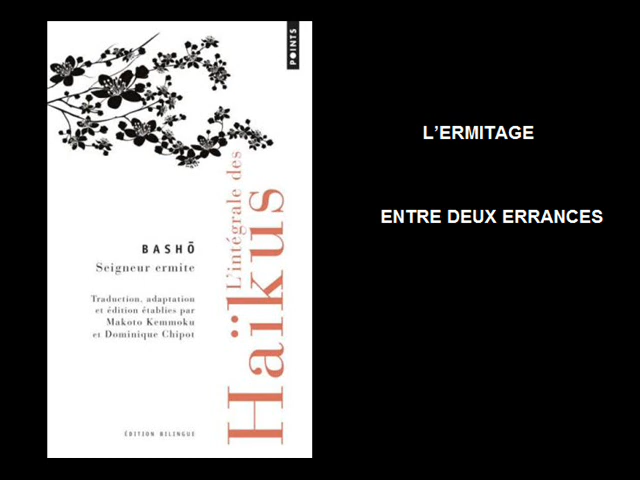 POINTS
BASHŌ
Seigneur ermite
L'intégrale des
Haïkus
Traduction, adaptation
et édition établies par
Makoto Kemmoku
et Dominique Chipot
ÉDITION BILINGUE
L'ERMITAGE
ENTRE DEUX ERRANCES